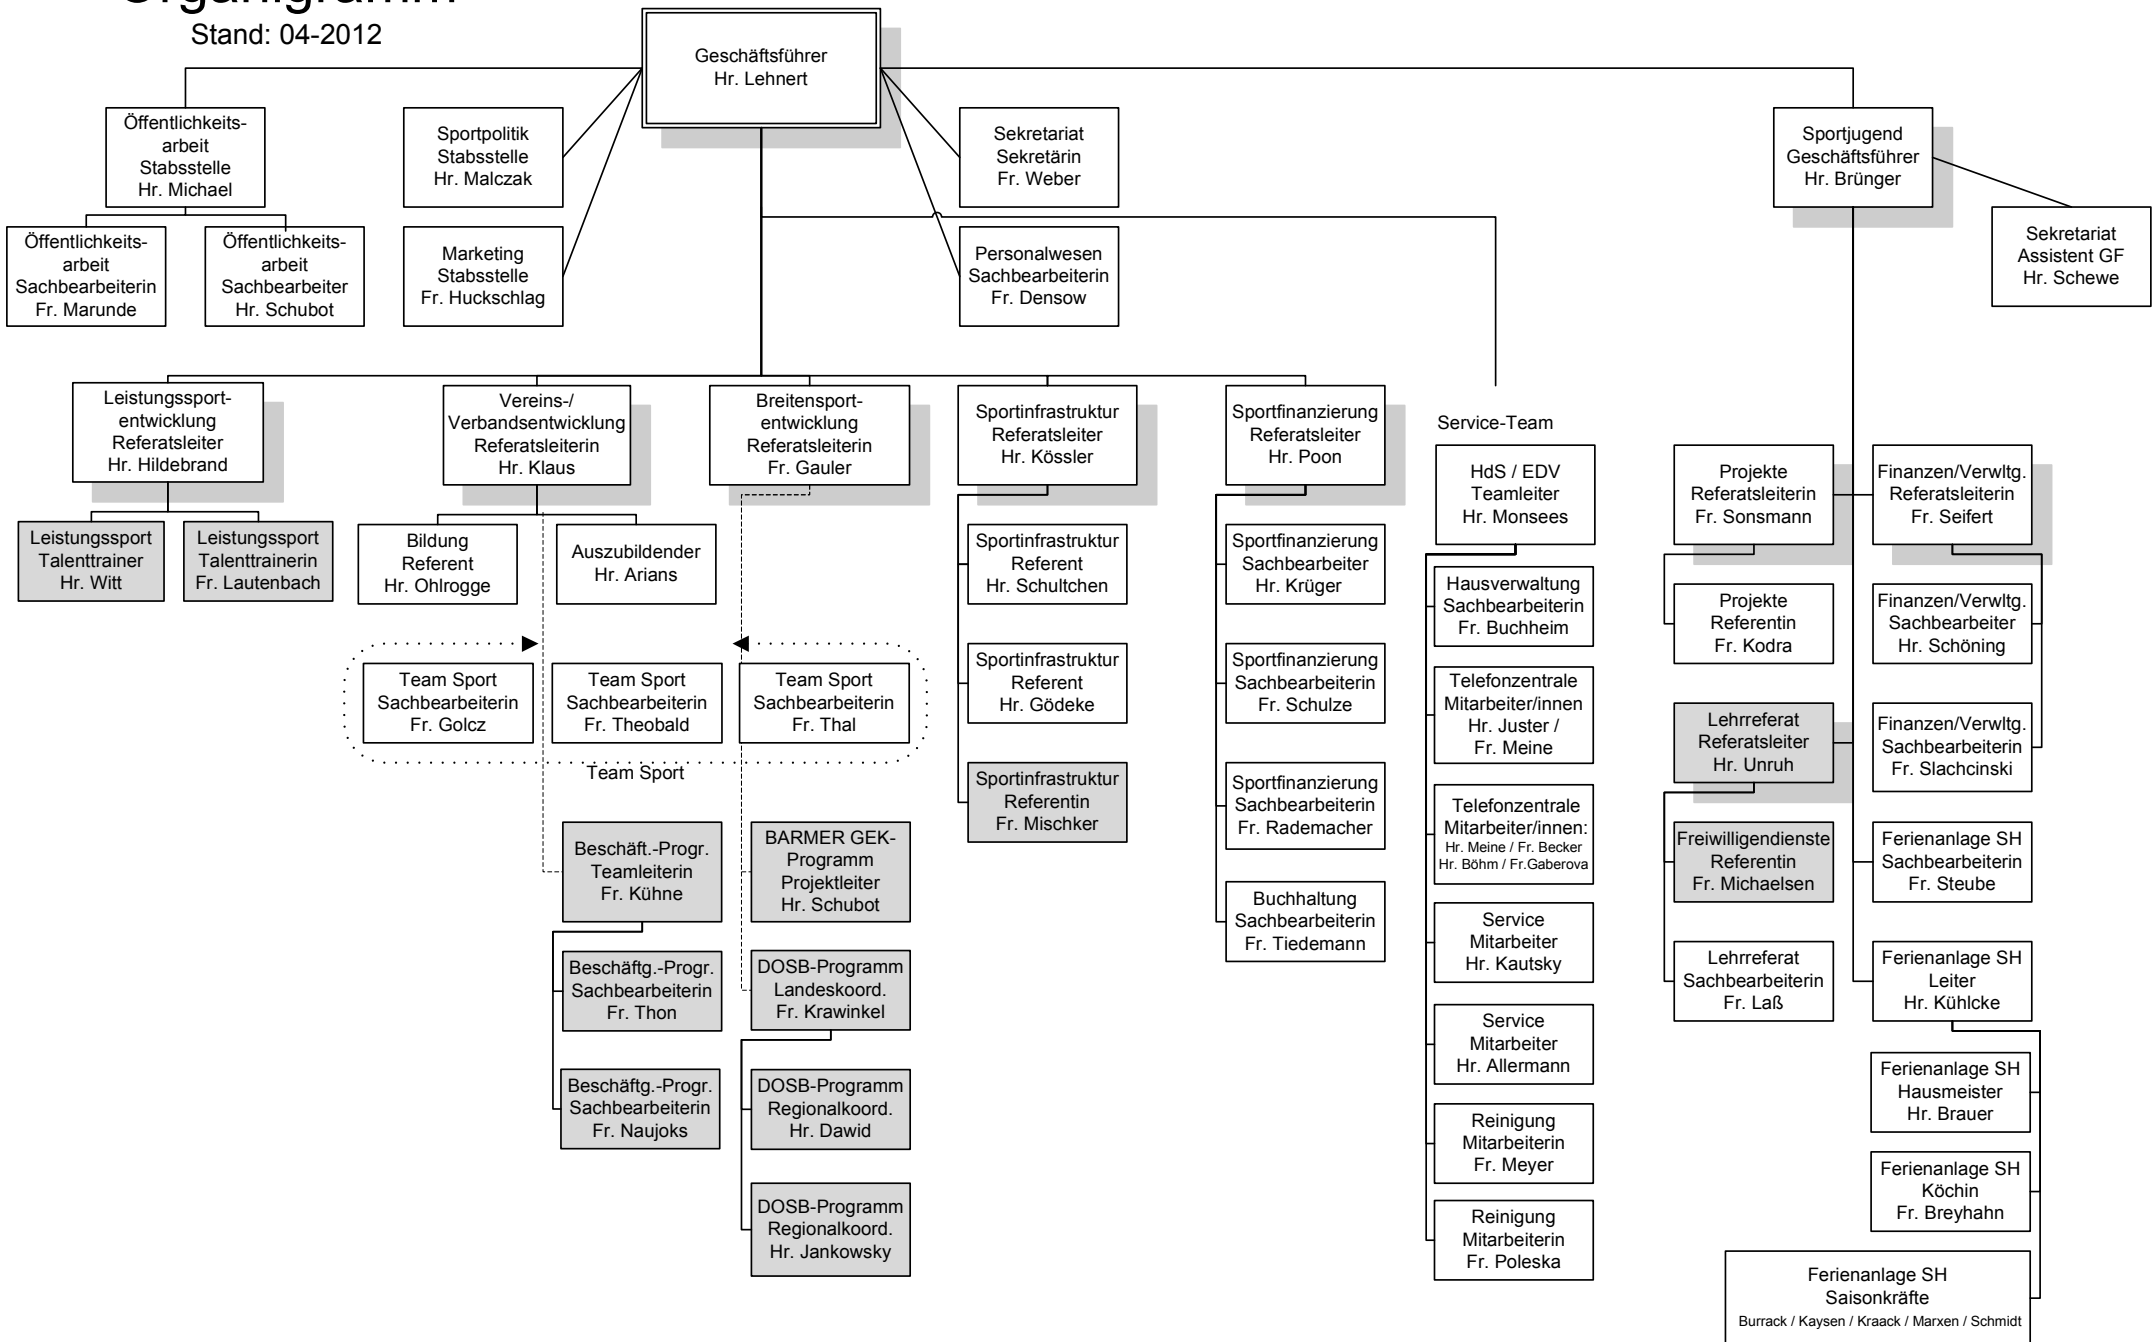 Organigramm
Stand: 04-2012
Geschäftsführer
Hr. Lehnert
Öffentlichkeits-
arbeit
Stabsstelle
Hr. Michael
Sportpolitik
Stabsstelle
Hr. Malczak
Sekretariat
Sekretärin
Fr. Weber
Sportjugend
Geschäftsführer
Hr. Brünger
Öffentlichkeits-
arbeit
Sachbearbeiterin
Fr. Marunde
Öffentlichkeits-
arbeit
Sachbearbeiter
Hr. Schubot
Marketing
Stabsstelle
Fr. Huckschlag
Personalwesen
Sachbearbeiterin
Fr. Densow
Sekretariat
Assistent GF
Hr. Schewe
Leistungssport-
entwicklung
Referatsleiter
Hr. Hildebrand
Vereins-/
Verbandsentwicklung
Referatsleiterin
Hr. Klaus
Breitensport-
entwicklung
Referatsleiterin
Fr. Gauler
Sportinfrastruktur
Referatsleiter
Hr. Kössler
Sportfinanzierung
Referatsleiter
Hr. Poon
Service-Team
HdS / EDV
Teamleiter
Hr. Monsees
Projekte
Referatsleiterin
Fr. Sonsmann
Finanzen/Verwltg.
Referatsleiterin
Fr. Seifert
Leistungssport
Talenttrainer
Hr. Witt
Leistungssport
Talenttrainerin
Fr. Lautenbach
Bildung
Referent
Hr. Ohlrogge
Auszubildender
Hr. Arians
Sportinfrastruktur
Referent
Hr. Schultchen
Sportfinanzierung
Sachbearbeiter
Hr. Krüger
Hausverwaltung
Sachbearbeiterin
Fr. Buchheim
Projekte
Referentin
Fr. Kodra
Finanzen/Verwltg.
Sachbearbeiter
Hr. Schöning
Team Sport
Sachbearbeiterin
Fr. Golcz
Team Sport
Sachbearbeiterin
Fr. Theobald
Team Sport
Sachbearbeiterin
Fr. Thal
Team Sport
Sportinfrastruktur
Referent
Hr. Gödeke
Sportfinanzierung
Sachbearbeiterin
Fr. Schulze
Telefonzentrale
Mitarbeiter/innen
Hr. Juster /
Fr. Meine
Lehrreferat
Referatsleiter
Hr. Unruh
Finanzen/Verwltg.
Sachbearbeiterin
Fr. Slachcinski
Sportinfrastruktur
Referentin
Fr. Mischker
Sportfinanzierung
Sachbearbeiterin
Fr. Rademacher
Telefonzentrale
Mitarbeiter/innen:
Hr. Meine / Fr. Becker
Hr. Böhm / Fr.Gaberova
Beschäft.-Progr.
Teamleiterin
Fr. Kühne
BARMER GEK-
Programm
Projektleiter
Hr. Schubot
Freiwilligendienste
Referentin
Fr. Michaelsen
Ferienanlage SH
Sachbearbeiterin
Fr. Steube
Buchhaltung
Sachbearbeiterin
Fr. Tiedemann
Service
Mitarbeiter
Hr. Kautsky
Beschäftg.-Progr.
Sachbearbeiterin
Fr. Thon
DOSB-Programm
Landeskoord.
Fr. Krawinkel
Lehrreferat
Sachbearbeiterin
Fr. Laß
Ferienanlage SH
Leiter
Hr. Kühlcke
Service
Mitarbeiter
Hr. Allermann
Beschäftg.-Progr.
Sachbearbeiterin
Fr. Naujoks
DOSB-Programm
Regionalkoord.
Hr. Dawid
Ferienanlage SH
Hausmeister
Hr. Brauer
Reinigung
Mitarbeiterin
Fr. Meyer
Ferienanlage SH
Köchin
Fr. Breyhahn
DOSB-Programm
Regionalkoord.
Hr. Jankowsky
Reinigung
Mitarbeiterin
Fr. Poleska
Ferienanlage SH
Saisonkräfte
Burrack / Kaysen / Kraack / Marxen / Schmidt